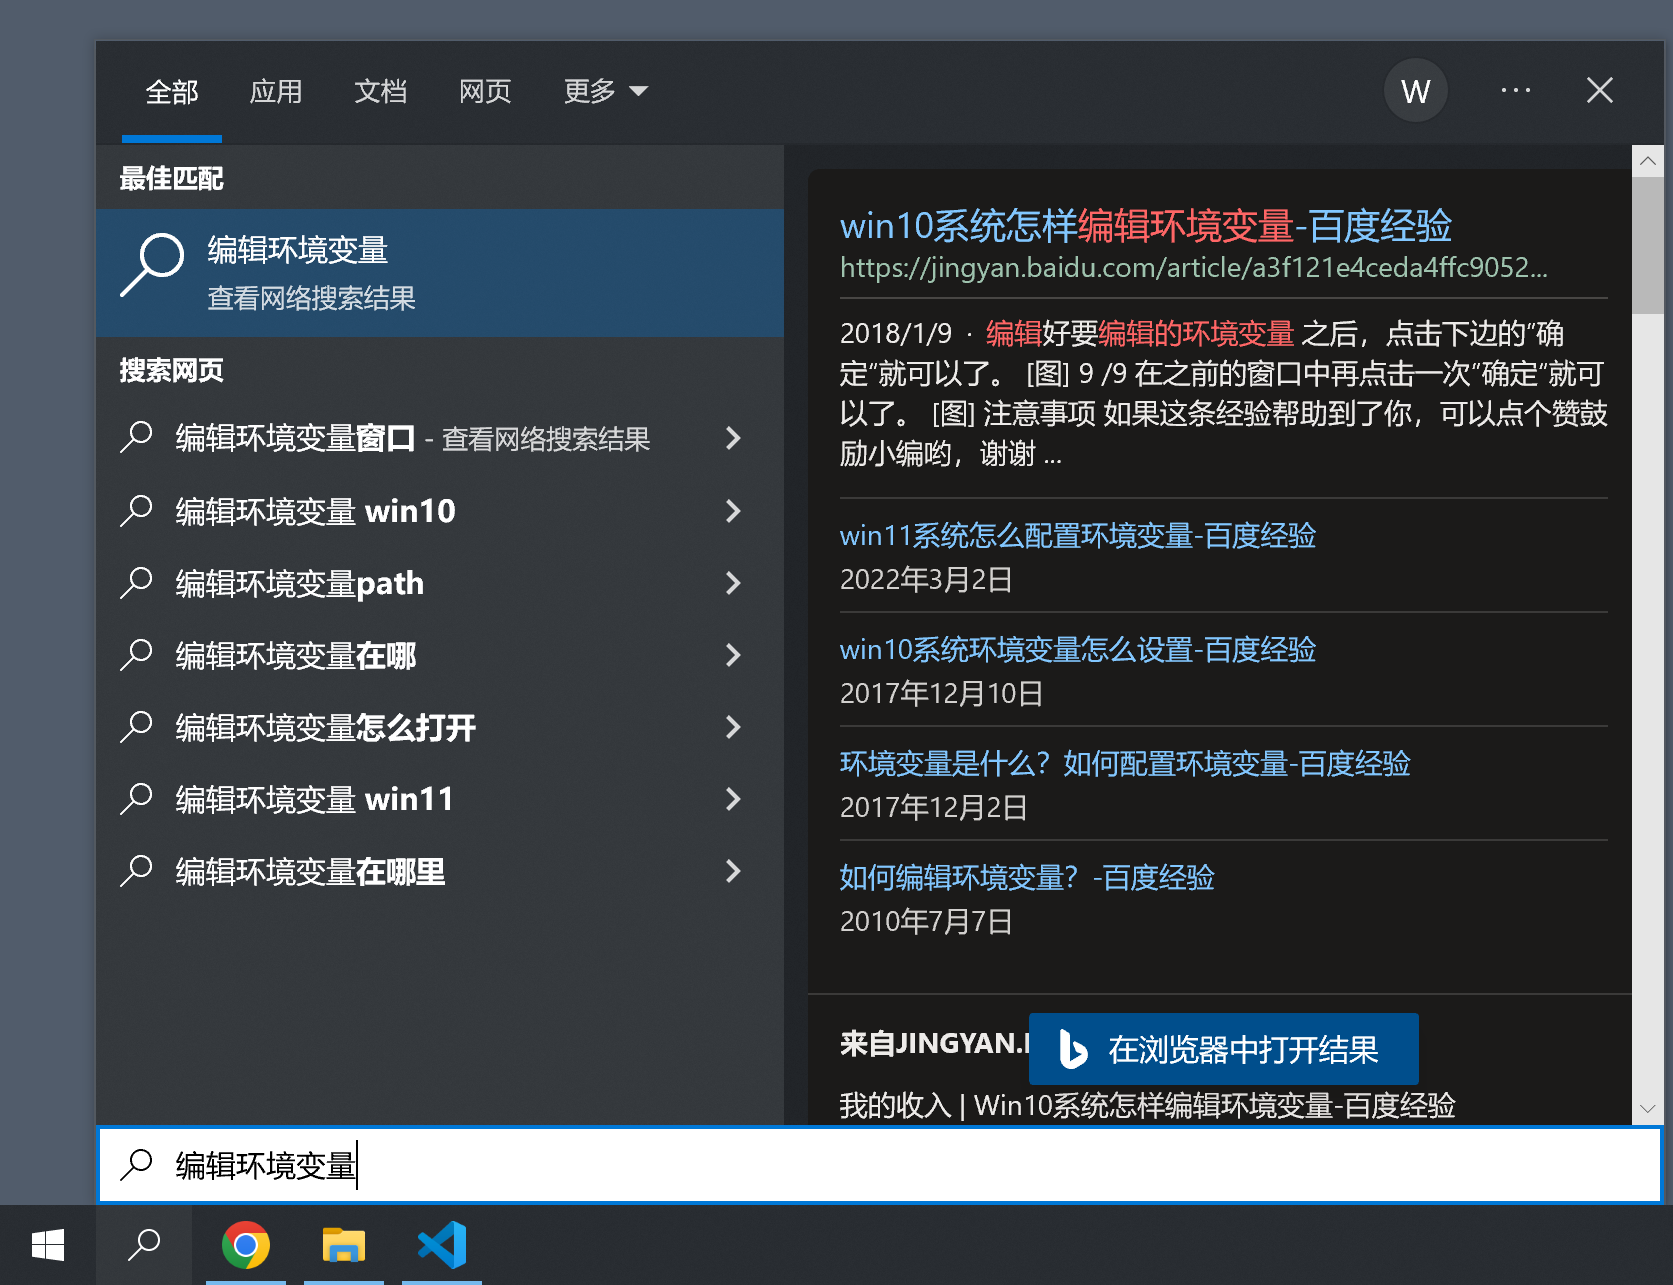 全部 应用 文档 网页 更多 W ...
最佳匹配
编辑环境变量
查看网络搜索结果
搜索网页
编辑环境变量窗口 - 查看网络搜索结果
编辑环境变量 win10
编辑环境变量path
编辑环境变量在哪
编辑环境变量怎么打开
编辑环境变量 win11
编辑环境变量在哪里
win10系统怎样编辑环境变量-百度经验
https://jingyan.baidu.com/article/a3f121e4ceda4ffc9052...
2018/1/9 · 编辑好要编辑的环境变量 之后，点击下边的“确
定“就可以了。 [图] 9 /9 在之前的窗口中再点击一次”确定“就可
以了。 [图] 注意事项 如果这条经验帮助到了你，可以点个赞鼓
励小编哟，谢谢 ...
win11系统怎么配置环境变量-百度经验
2022年3月2日
win10系统环境变量怎么设置-百度经验
2017年12月10日
环境变量是什么？如何配置环境变量-百度经验
2017年12月2日
如何编辑环境变量？-百度经验
2010年7月7日
来自JINGYAN.
在浏览器中打开结果
我的收入 | Win10系统怎样编辑环境变量-百度经验
编辑环境变量